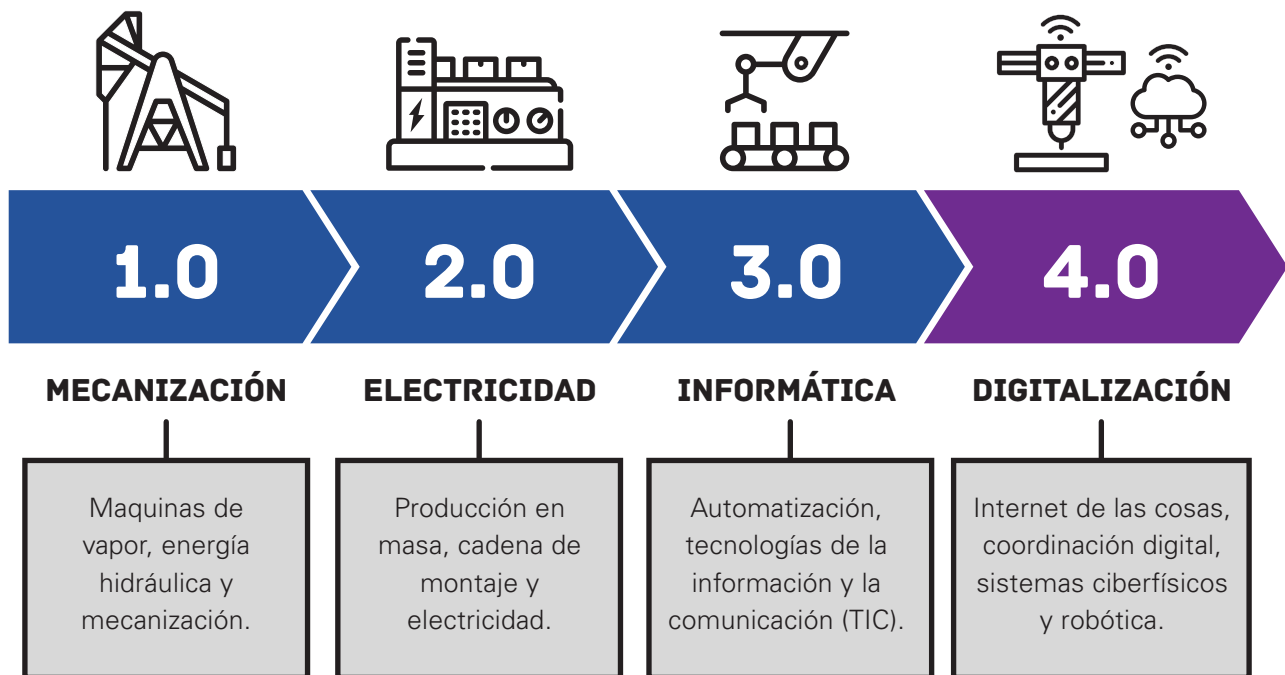 1.0
2.0
3.0
4.0
MECANIZACIÓN
ELECTRICIDAD
INFORMÁTICA
DIGITALIZACIÓN
Maquinas de
vapor, energía
hidráulica y
mecanización.
Producción en
masa, cadena de
montaje y
electricidad.
Automatización,
tecnologías de la
información y la
comunicación (TIC).
Internet de las cosas,
coordinación digital,
sistemas ciberfísicos
y robótica.